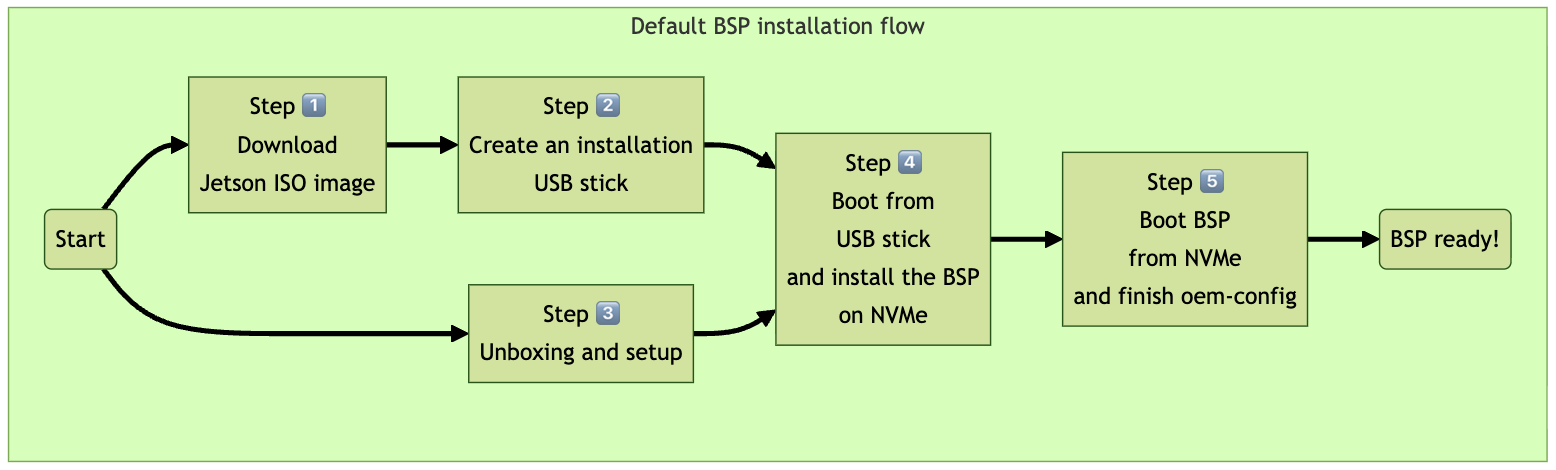 Default BSP installation flow
Start
Step 1️⃣
Download
Jetson ISO image
Step 2️⃣
Create an installation
USB stick
Step 3️⃣
Unboxing and setup
Step 4️⃣
Boot from
USB stick
and install the BSP
on NVMe
Step 5️⃣
Boot BSP
from NVMe
and finish oem-config
BSP ready!